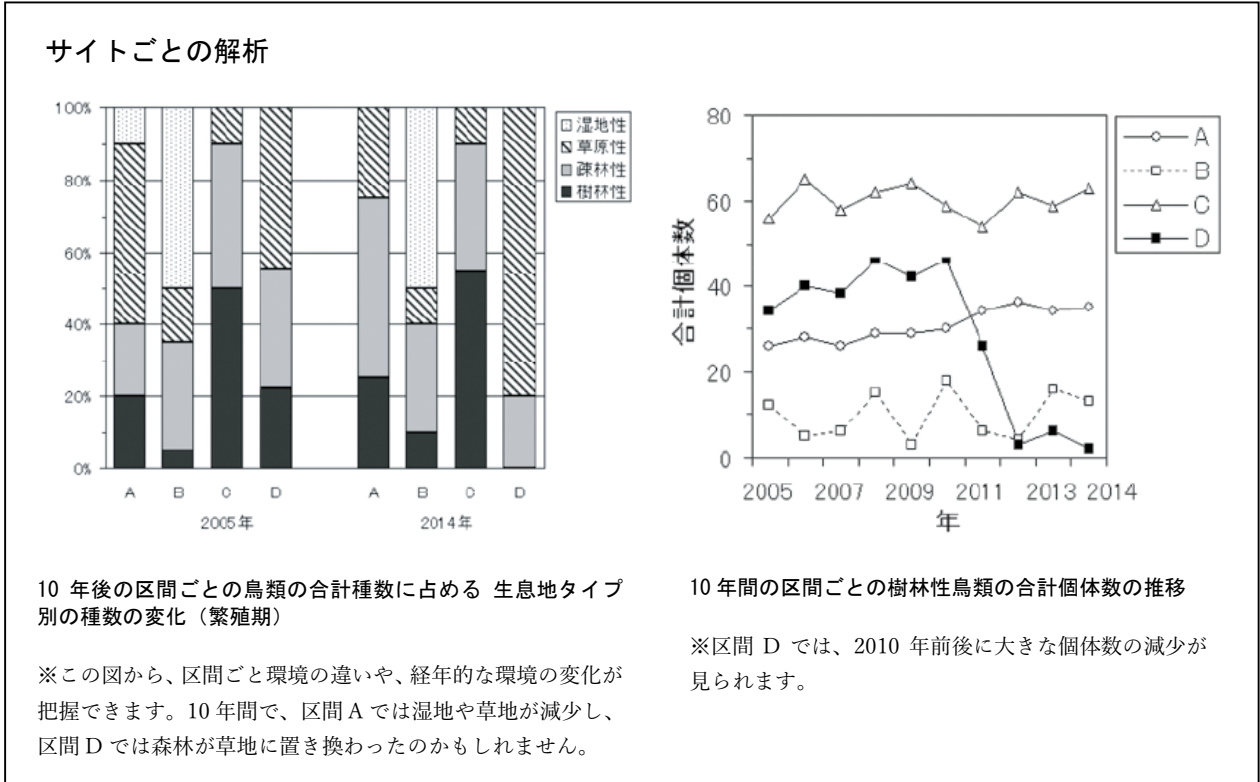 サイトごとの解析
100%
80%
60%
40%
20%
0%
A B C D A B C D
2005年 2014年
湿地性
草原性
疎林性
樹林性
80
60
40
20
0
合計個体数
2005 2007 2009 2011 2013 2014
年
A
B
C
D
10 年後の区間ごとの鳥類の合計種数に占める 生息地タイプ
別の種数の変化（繁殖期）
※この図から、区間ごと環境の違いや、経年的な環境の変化が
把握できます。10 年間で、区間 A では湿地や草地が減少し、
区間 D では森林が草地に置き換わったのかもしれません。
10 年間の区間ごとの樹林性鳥類の合計個体数の推移
※区間 D では、2010 年前後に大きな個体数の減少が
見られます。